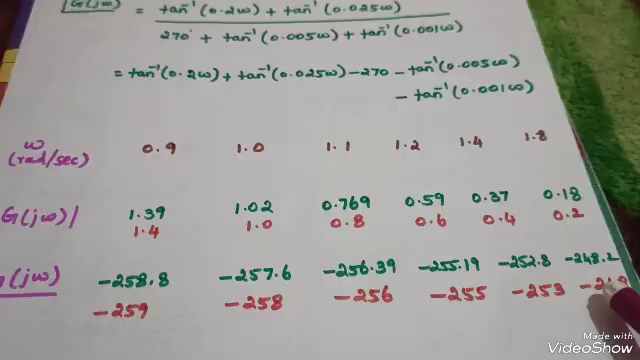 G(jω) = tan⁻¹(0.2ω) + tan⁻¹(0.025ω)
270° + tan⁻¹(0.005ω) + tan⁻¹(0.001ω)
= tan⁻¹(0.2ω) + tan⁻¹(0.025ω) - 270 - tan⁻¹(0.005ω)
- tan⁻¹(0.001ω)
ω 0.9 1.0 1.1 1.2 1.4 1.8
(rad/sec)
G(jω)| 1.39 1.02 0.769 0.59 0.37 0.18
1.4 1.0 0.8 0.6 0.4 0.2
(jω) -258.8 -257.6 -256.39 -255.19 -252.8 -248.2
-259 -258 -256 -255 -253
Made with
VideoShow